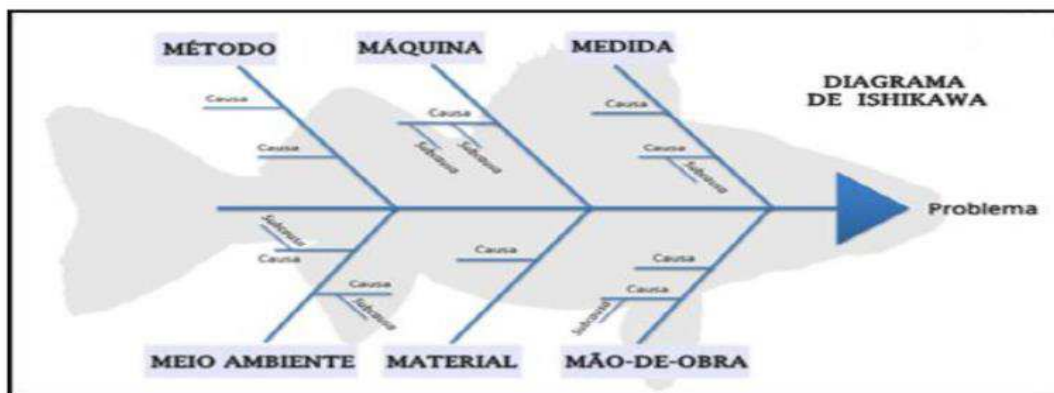 MÉTODO
MÁQUINA
MEDIDA
DIAGRAMA
DE ISHIKAWA
Causa
Causa
Causa
Subcausa
Subcausa
Causa
Causa
Subcausa
Problema
Subcausa
Causa
Causa
Subcausa
Causa
Causa
Causa
Subcausa
MEIO AMBIENTE
MATERIAL
MÃO-DE-OBRA